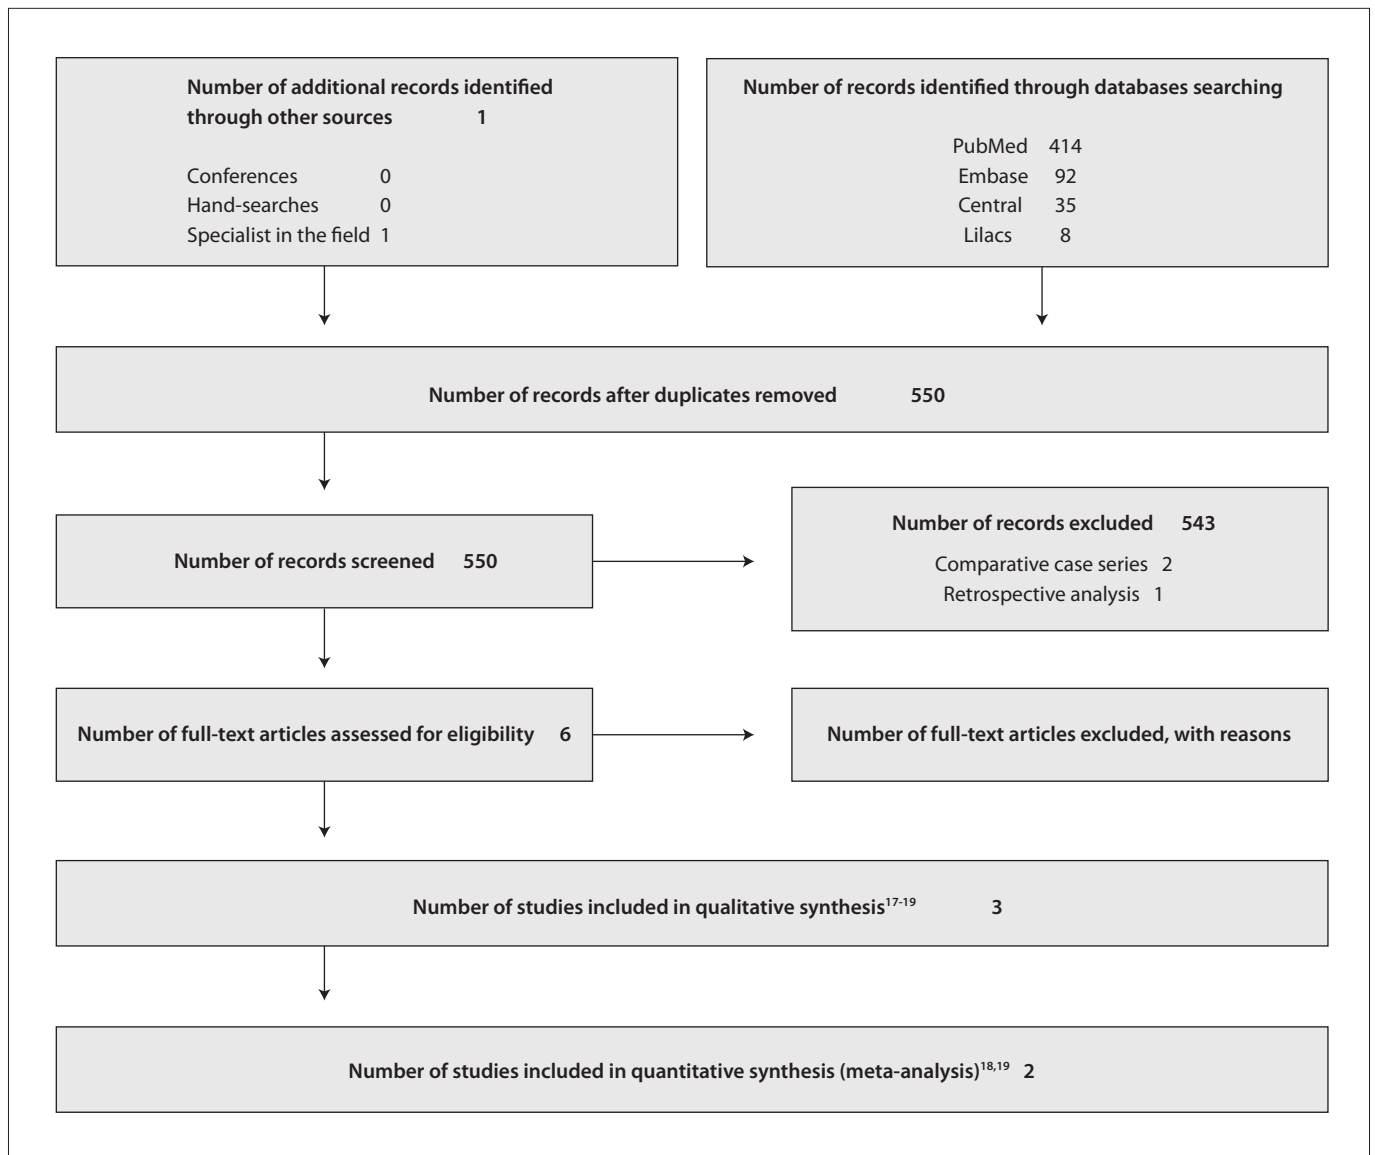 Number of additional records identified
through other sources 1
Conferences 0
Hand-searches 0
Specialist in the field 1
Number of records identified through databases searching
PubMed 414
Embase 92
Central 35
Lilacs 8
Number of records after duplicates removed 550
Number of records screened 550
Number of records excluded 543
Comparative case series 2
Retrospective analysis 1
Number of full-text articles assessed for eligibility 6
Number of full-text articles excluded, with reasons
Number of studies included in qualitative synthesis17-19 3
Number of studies included in quantitative synthesis (meta-analysis)18,19 2